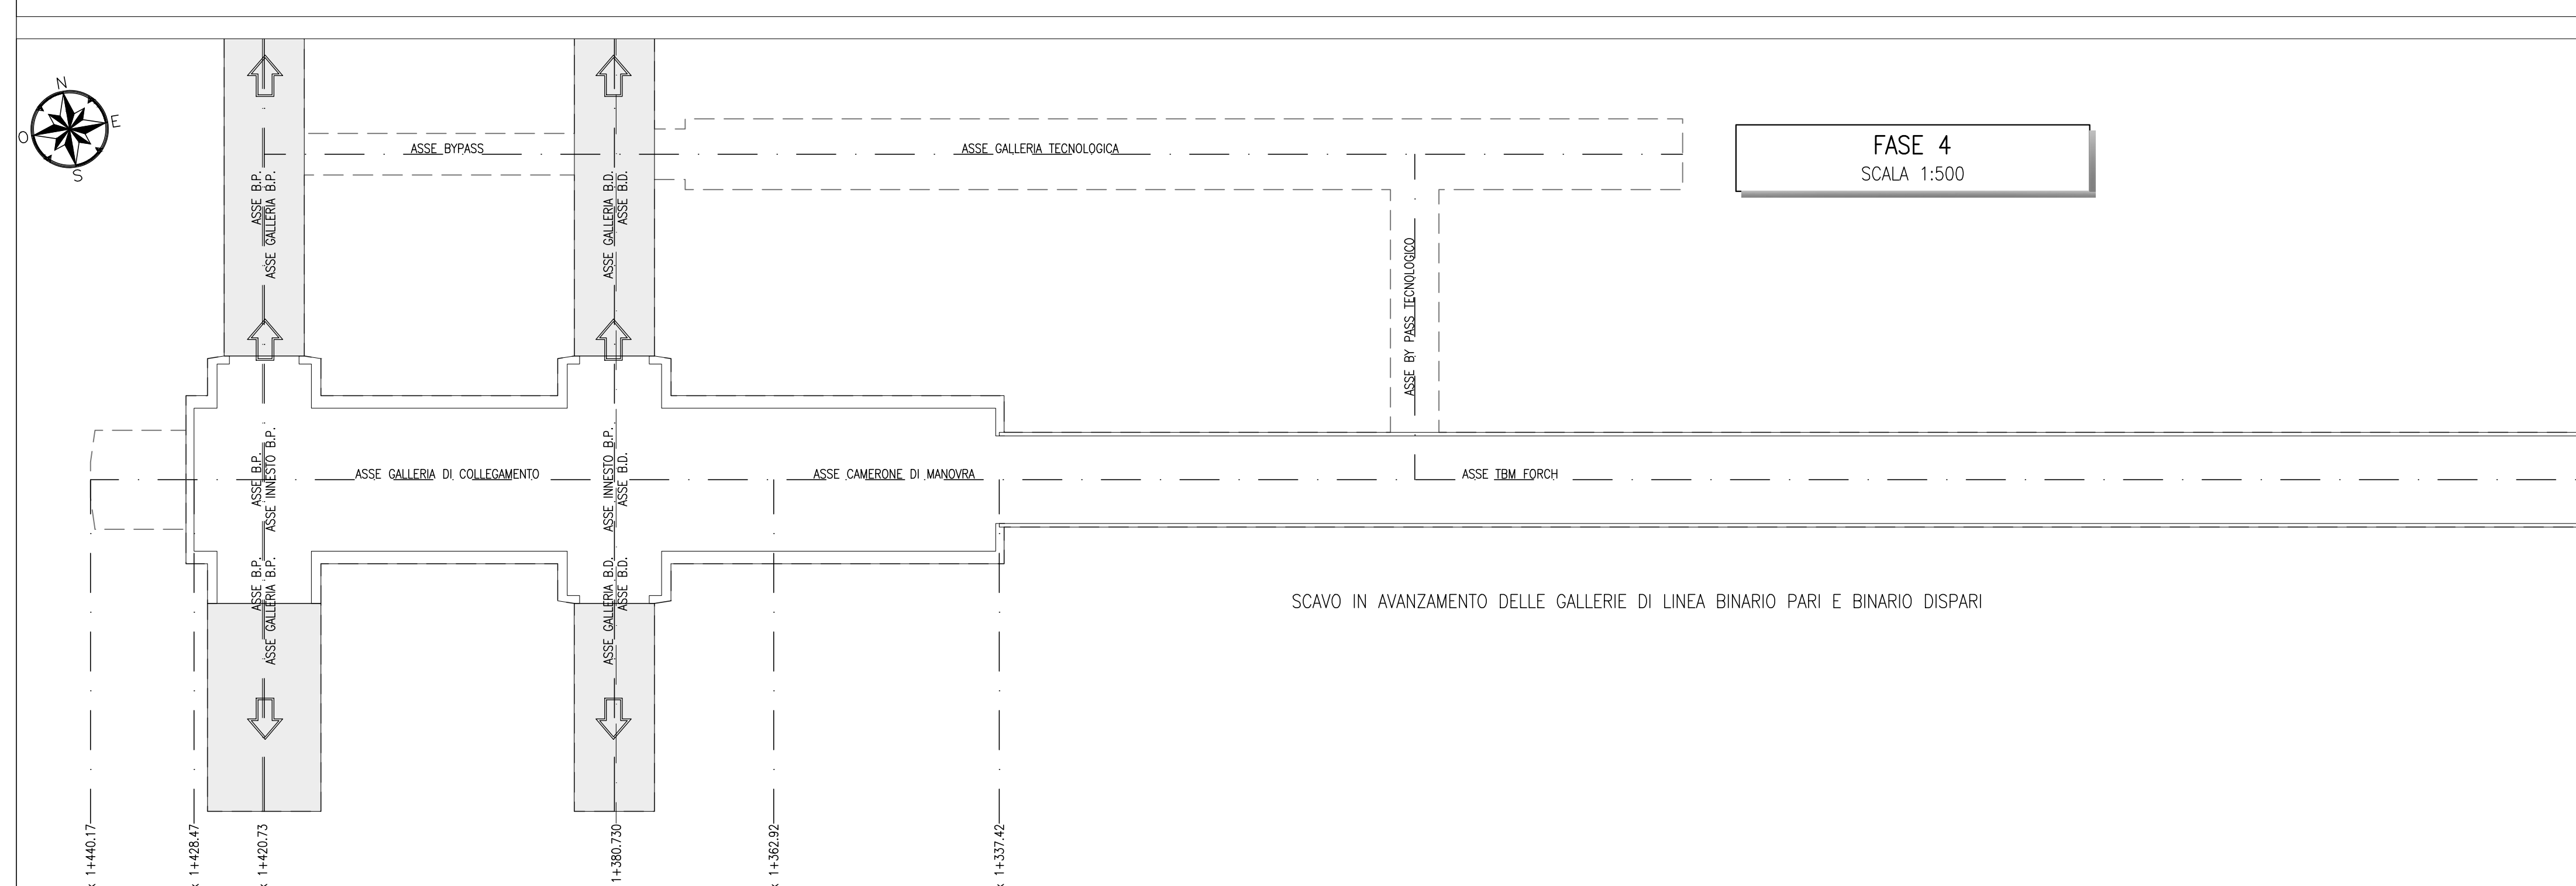 N
E
O
S
FASE 4
SCALA 1:500
ASSE BYPASS
ASSE GALLERIA TECNOLOGICA
ASSE B.P.
ASSE GALLERIA B.P.
ASSE GALLERIA B.D.
ASSE B.D.
ASSE BY PASS TECNOLOGICO
ASSE GALLERIA DI COLLEGAMENTO
ASSE CAMERONE DI MANOVRA
ASSE TBM FORCH
ASSE B.P.
ASSE INNESTO B.P.
ASSE INNESTO B.P.
ASSE B.D.
ASSE B.P.
ASSE GALLERIA B.P.
ASSE GALLERIA B.D.
ASSE B.D.
SCAVO IN AVANZAMENTO DELLE GALLERIE DI LINEA BINARIO PARI E BINARIO DISPARI
1+440.17
1+428.47
1+420.73
1+380.730
1+362.92
1+337.42